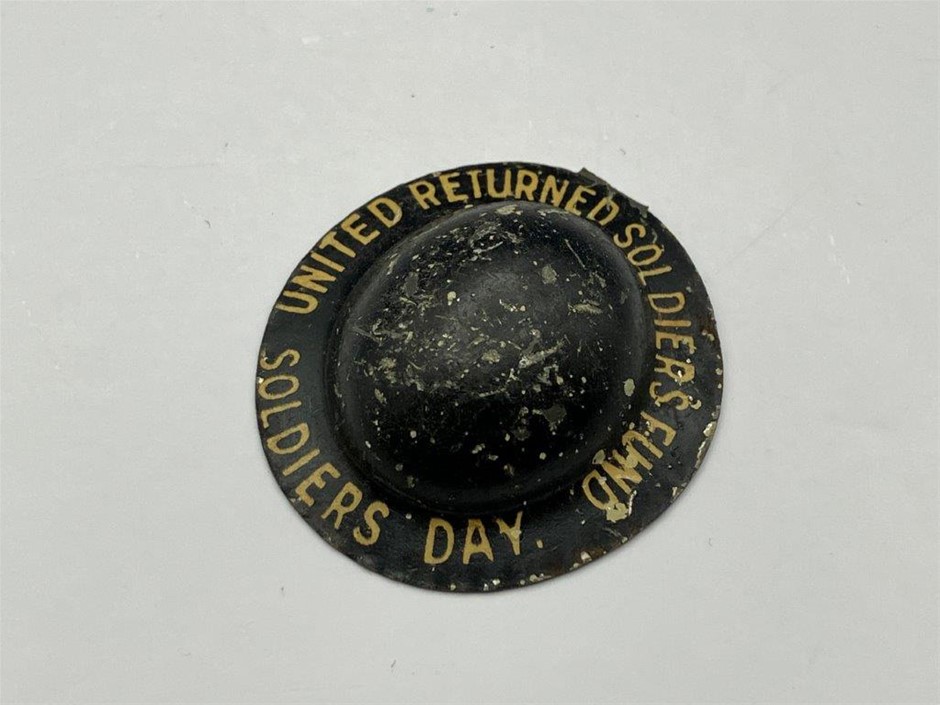 UNITED RETURNED SOLDIERS FUND
SOLDIERS DAY.